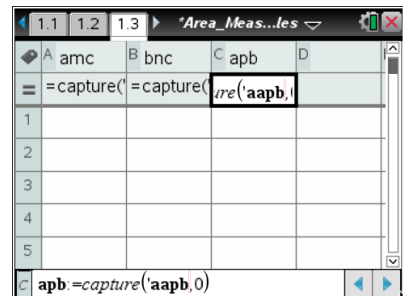 1.1 1.2 1.3 *Area_Meas...les
A amc B bnc C apb D
= =capture(' =capture(' ure('aapb,(
1
2
3
4
5
C apb:=capture('aapb,0)